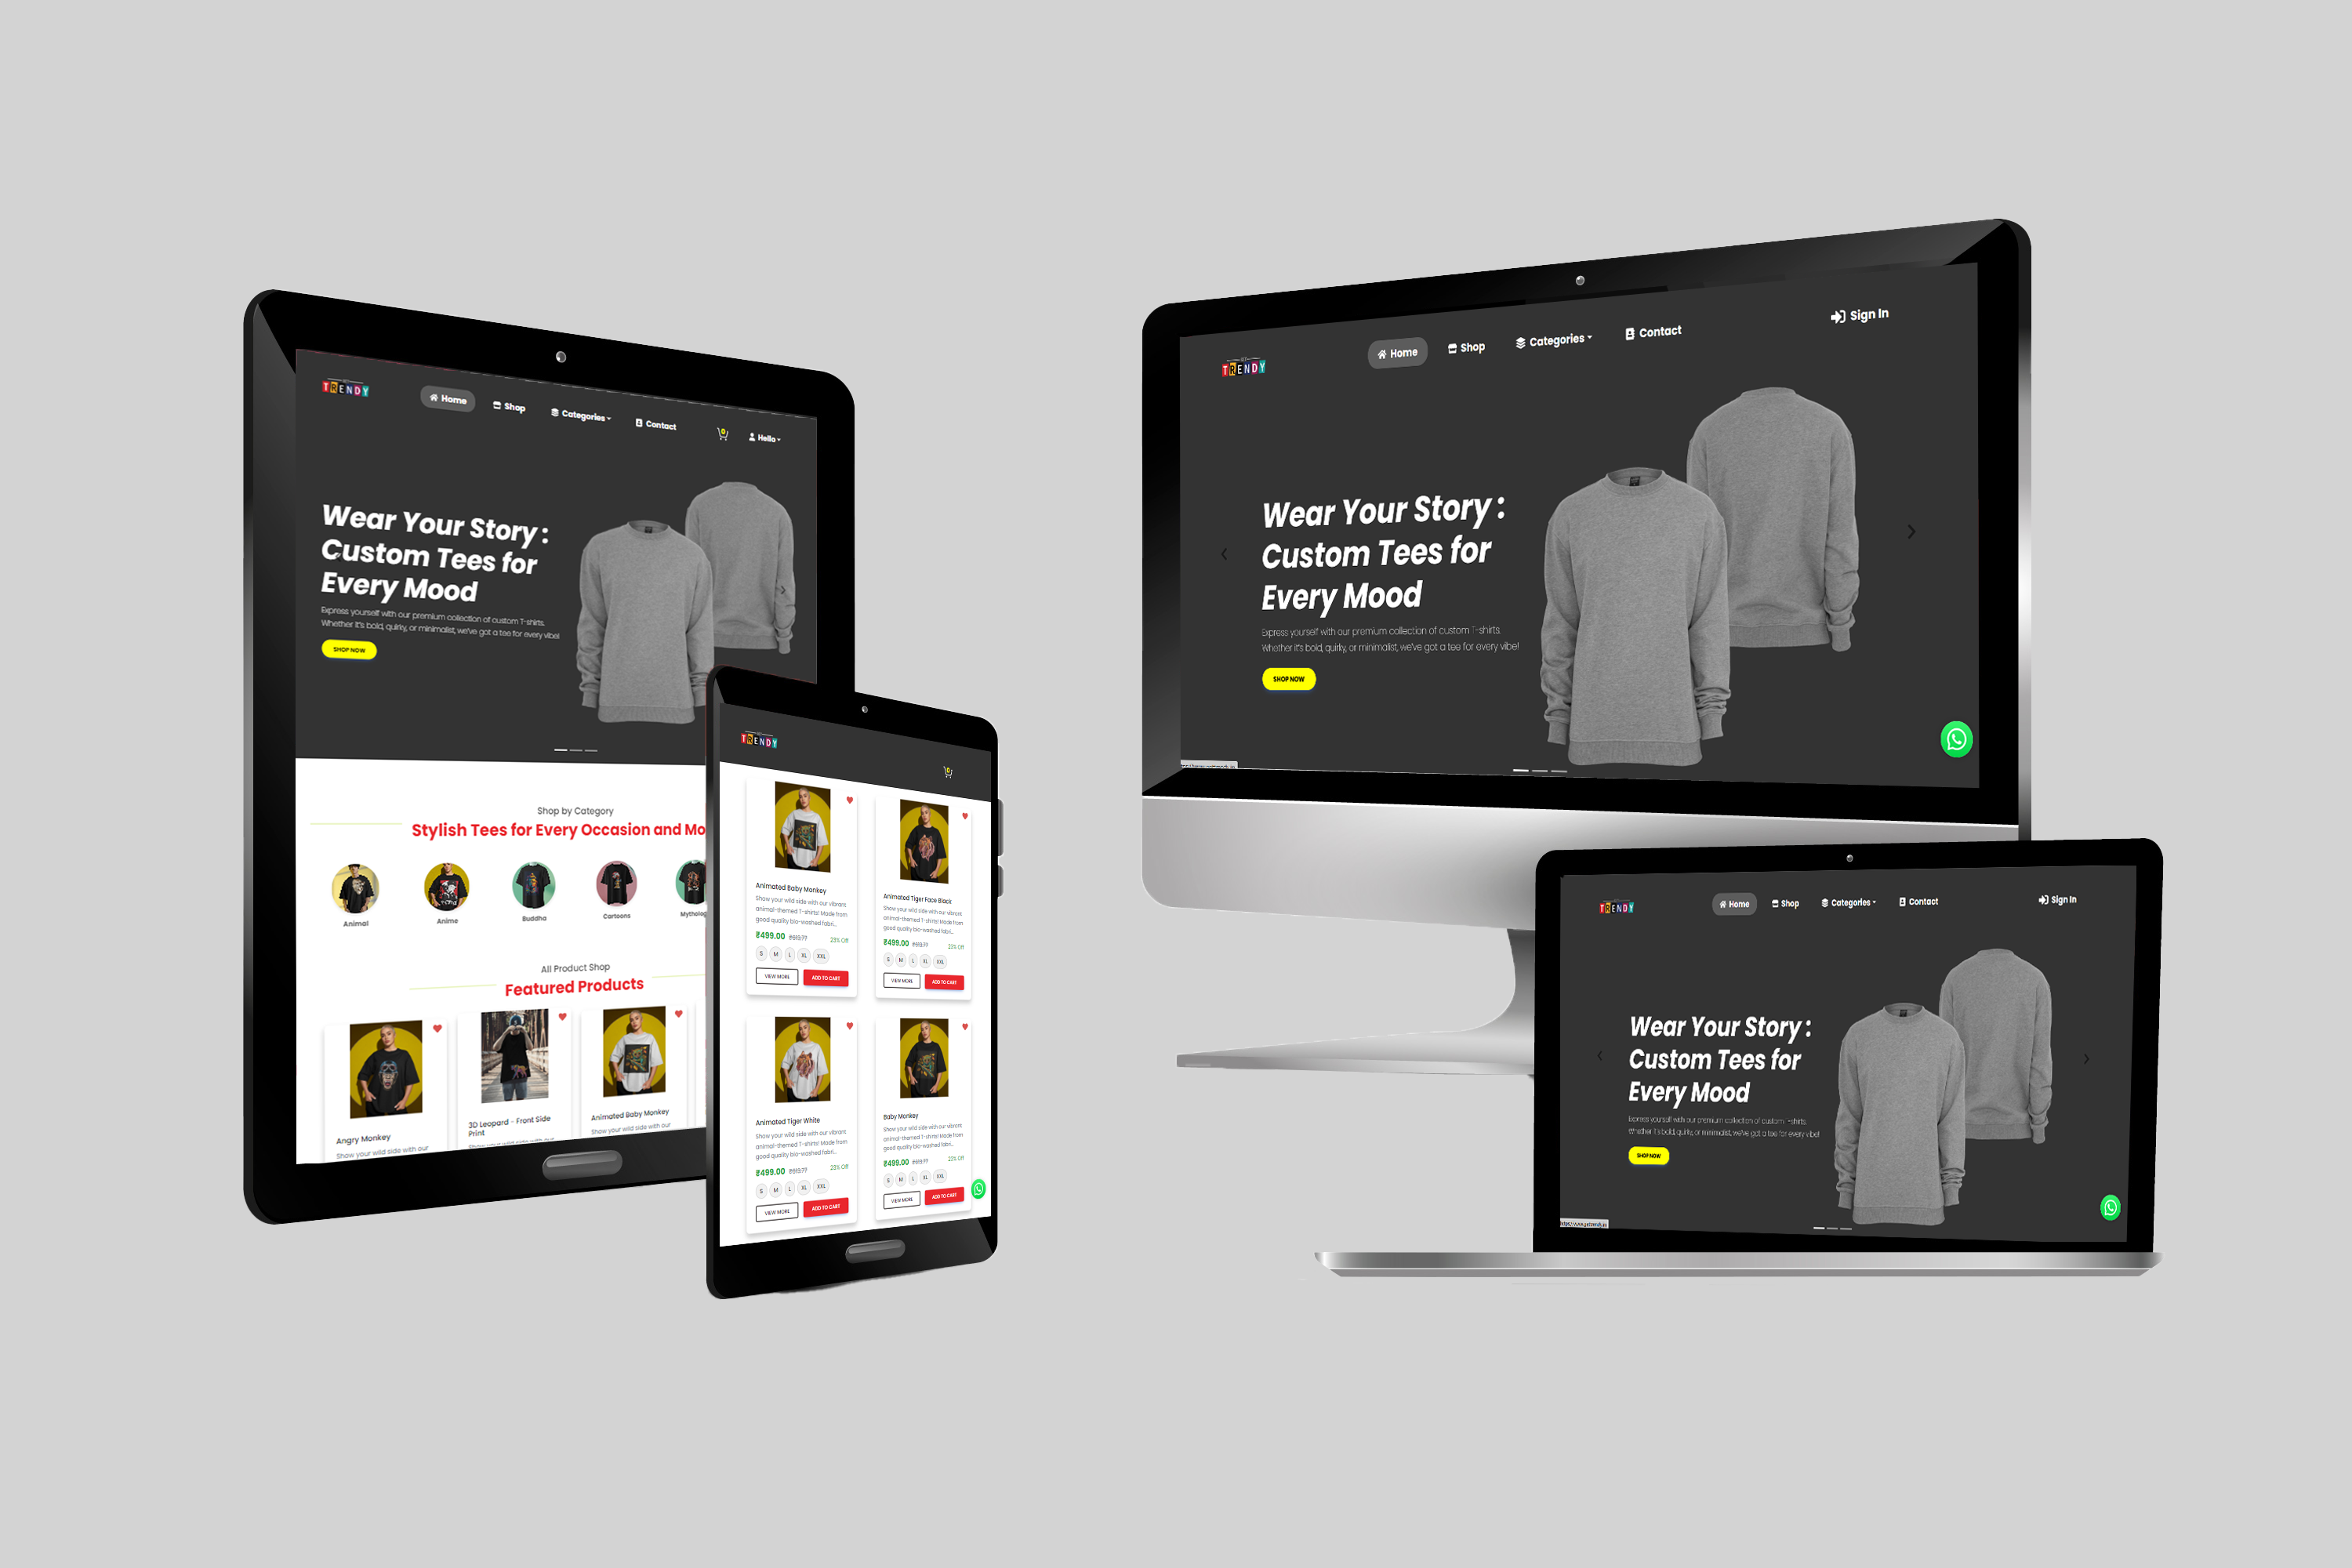 TRENDY
Home
Shop
Categories
Contact
0
Hello
Wear Your Story :
Custom Tees for
Every Mood
Express yourself with our premium collection of custom T-shirts.
Whether it's bold, quirky, or minimalist, we've got a tee for every vibe!
SHOP NOW
Shop by Category
Stylish Tees for Every Occasion and Mo
Animal
Anime
Buddha
Cartoons
Mytholog
All Product Shop
Featured Products
Angry Monkey
Show your wild side with our
3D Leopard - Front Side
Print
Show your wild side with our
Animated Baby Monkey
Show your wild side with our
TRENDY
0
Animated Baby Monkey
Show your wild side with our vibrant
animal-themed T-shirts! Made from
good quality bio-washed fabri...
₹499.00
23% Off
S M L XL XXL
VIEW MORE
ADD TO CART
Animated Tiger Face Black
Show your wild side with our vibrant
animal-themed T-shirts! Made from
good quality bio-washed fabri...
₹499.00
23% Off
S M L XL XXL
VIEW MORE
ADD TO CART
Animated Tiger White
Show your wild side with our vibrant
animal-themed T-shirts! Made from
good quality bio-washed fabri...
₹499.00
23% Off
S M L XL XXL
VIEW MORE
ADD TO CART
Baby Monkey
Show your wild side with our vibrant
animal-themed T-shirts! Made from
good quality bio-washed fabri...
₹499.00
23% Off
S M L XL XXL
VIEW MORE
ADD TO CART
TRENDY
Home
Shop
Categories
Contact
Sign In
Wear Your Story :
Custom Tees for
Every Mood
Express yourself with our premium collection of custom T-shirts.
Whether it's bold, quirky, or minimalist, we've got a tee for every vibe!
SHOP NOW
TRENDY
Home
Shop
Categories
Contact
Sign In
Wear Your Story :
Custom Tees for
Every Mood
Express yourself with our premium collection of custom T-shirts.
Whether it's bold, quirky, or minimalist, we've got a tee for every vibe!
SHOP NOW